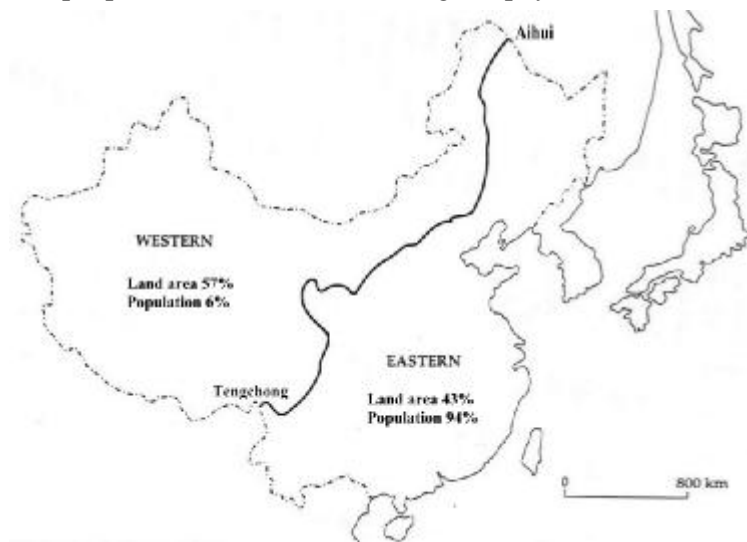 Aihui
WESTERN
Land area 57%
Population 6%
Tengchong
EASTERN
Land area 43%
Population 94%
0
800 km